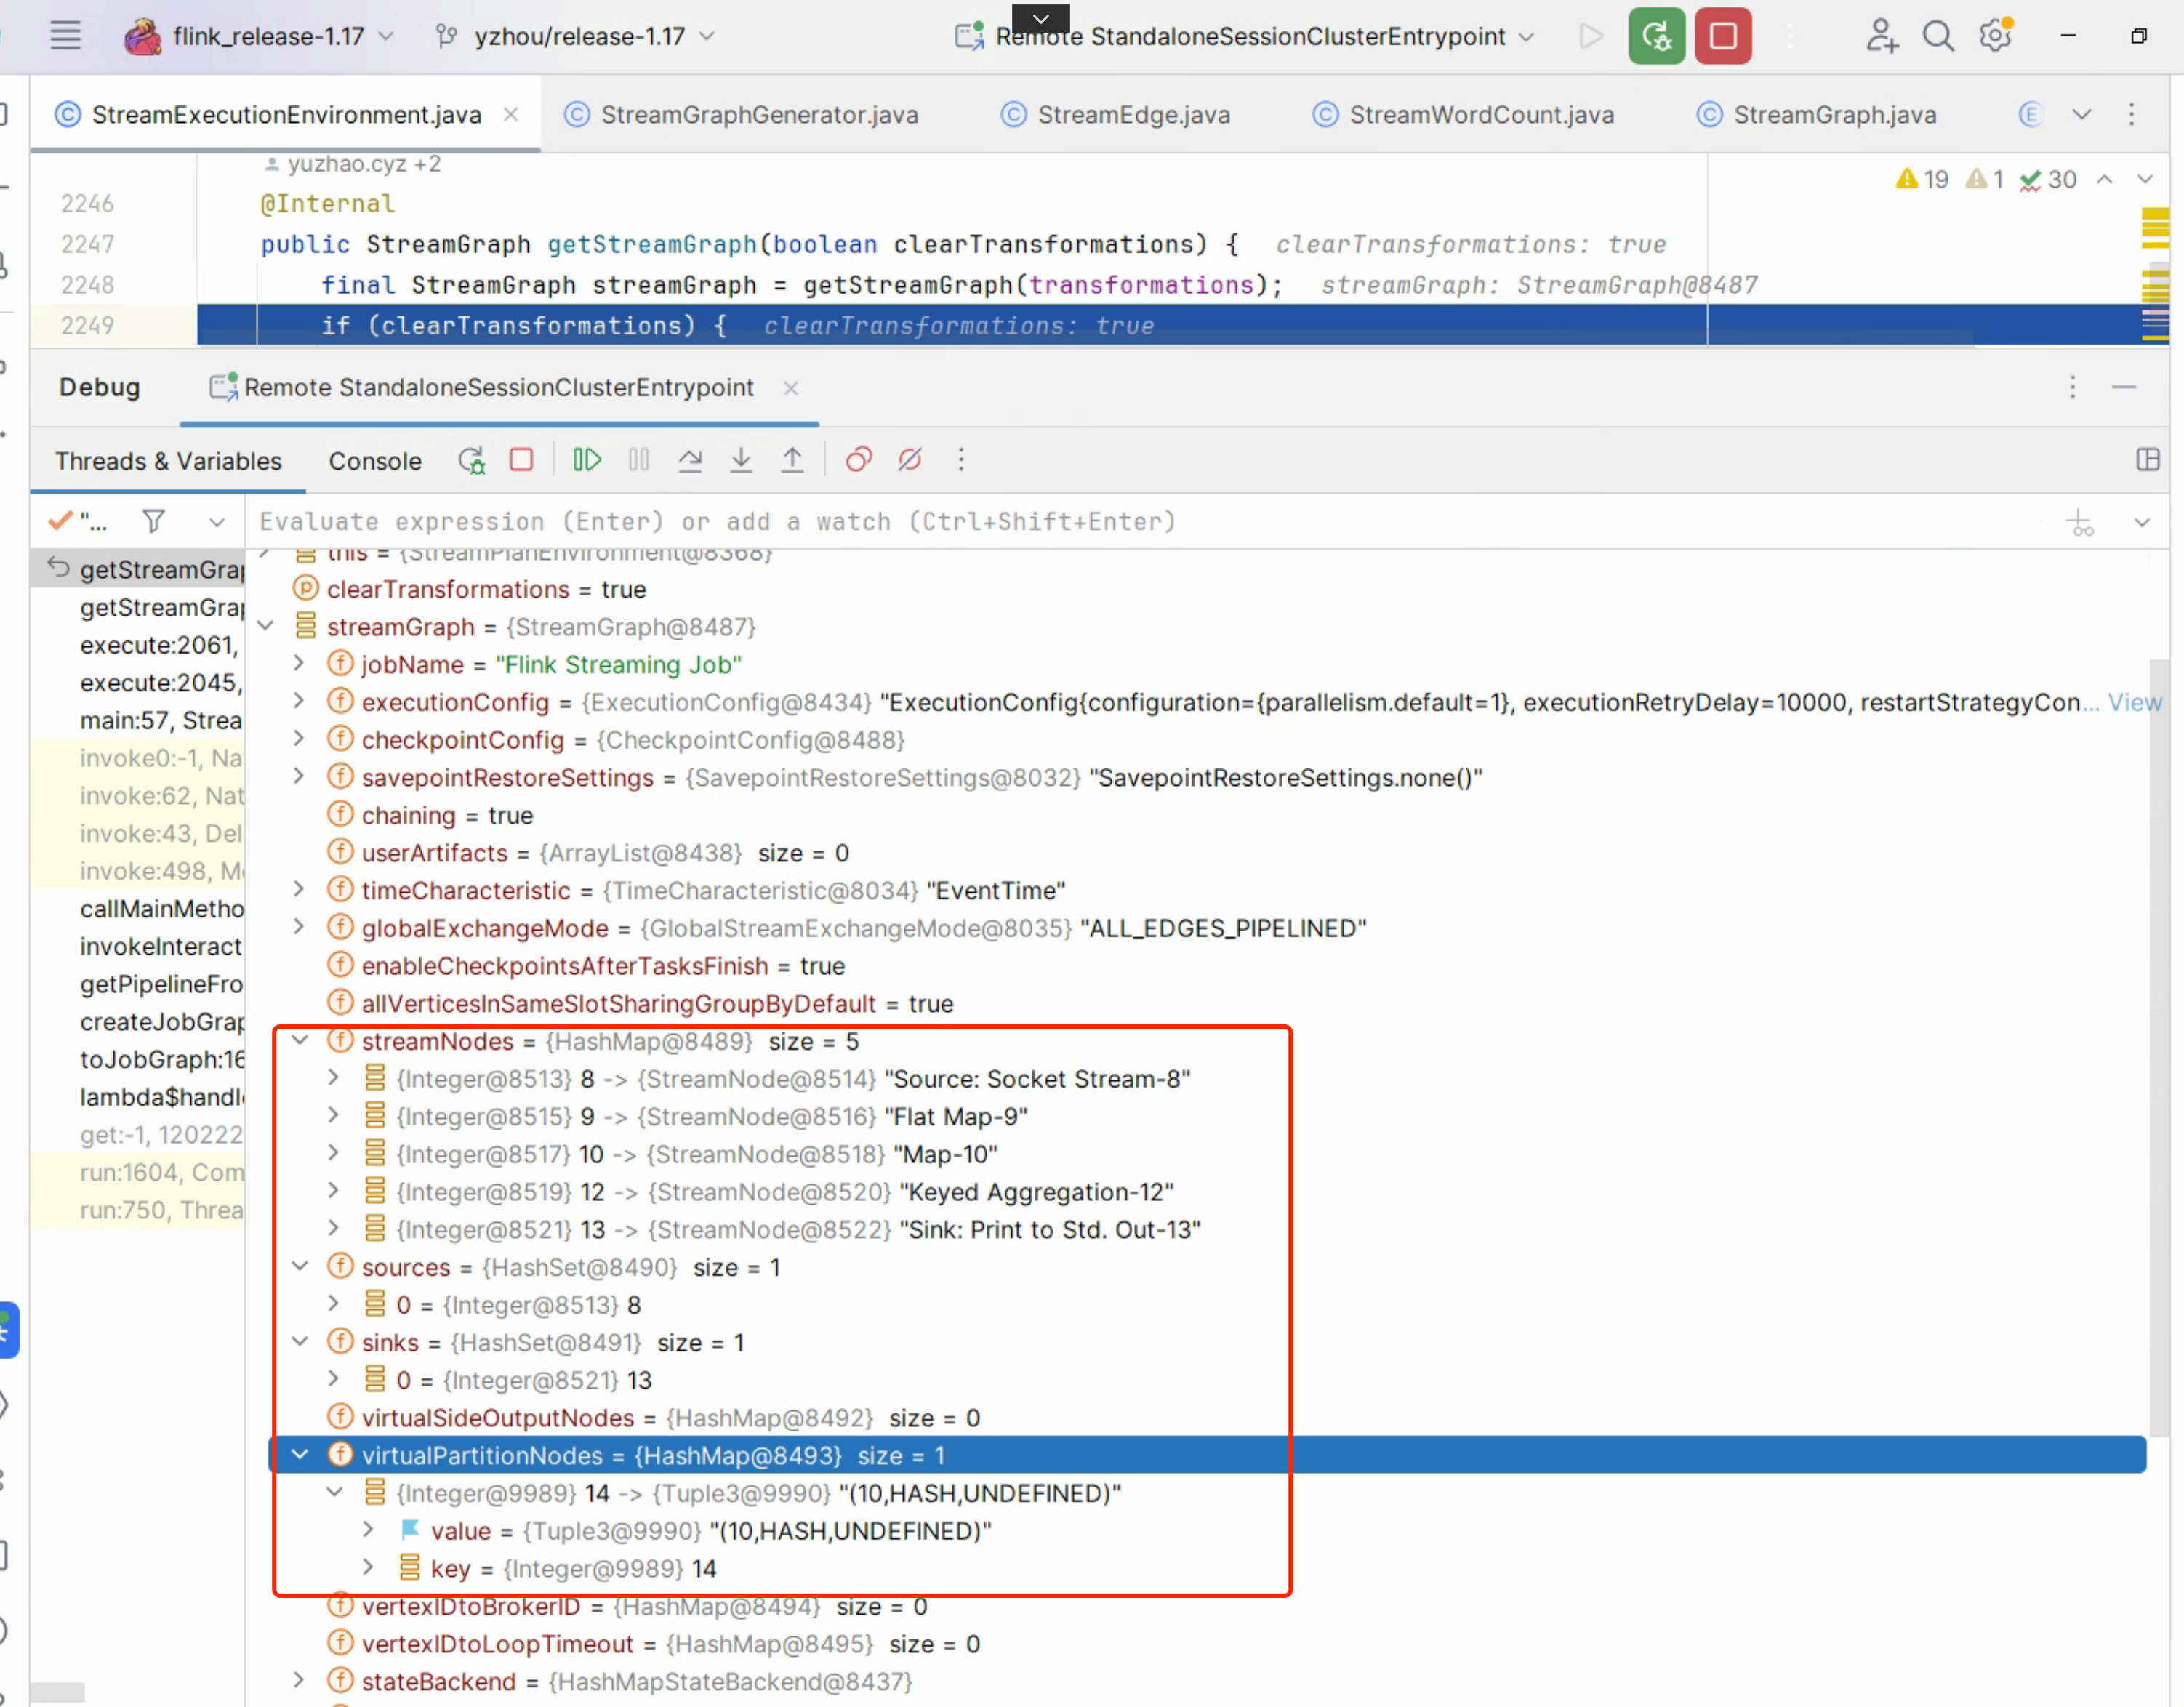 flink_release-1.17 yzhou/release-1.17 Remote StandaloneSessionClusterEntrypoint
StreamExecutionEnvironment.java StreamGraphGenerator.java StreamEdge.java StreamWordCount.java StreamGraph.java
yuzhao.cyz +2
19 1 30
2246 @Internal
2247 public StreamGraph getStreamGraph(boolean clearTransformations) { clearTransformations: true
2248 final StreamGraph streamGraph = getStreamGraph(transformations); streamGraph: StreamGraph@8487
2249 if (clearTransformations) { clearTransformations: true
Debug Remote StandaloneSessionClusterEntrypoint
Threads & Variables Console
"... Evaluate expression (Enter) or add a watch (Ctrl+Shift+Enter)
getStreamGrap
getStreamGrap
execute:2061,
execute:2045,
main:57, Strea
invoke0:-1, Na
invoke:62, Nat
invoke:43, Del
invoke:498, Me
callMainMetho
invokeInteract
getPipelineFro
createJobGrap
toJobGraph:16
lambda$handle
get:-1, 120222
run:1604, Com
run:750, Threa
this = {StreamPlanEnvironment@8368}
clearTransformations = true
streamGraph = {StreamGraph@8487}
jobName = "Flink Streaming Job"
executionConfig = {ExecutionConfig@8434} "ExecutionConfig{configuration={parallelism.default=1}, executionRetryDelay=10000, restartStrategyCon... View
checkpointConfig = {CheckpointConfig@8488}
savepointRestoreSettings = {SavepointRestoreSettings@8032} "SavepointRestoreSettings.none()"
chaining = true
userArtifacts = {ArrayList@8438} size = 0
timeCharacteristic = {TimeCharacteristic@8034} "EventTime"
globalExchangeMode = {GlobalStreamExchangeMode@8035} "ALL_EDGES_PIPELINED"
enableCheckpointsAfterTasksFinish = true
allVerticesInSameSlotSharingGroupByDefault = true
streamNodes = {HashMap@8489} size = 5
{Integer@8513} 8 -> {StreamNode@8514} "Source: Socket Stream-8"
{Integer@8515} 9 -> {StreamNode@8516} "Flat Map-9"
{Integer@8517} 10 -> {StreamNode@8518} "Map-10"
{Integer@8519} 12 -> {StreamNode@8520} "Keyed Aggregation-12"
{Integer@8521} 13 -> {StreamNode@8522} "Sink: Print to Std. Out-13"
sources = {HashSet@8490} size = 1
0 = {Integer@8513} 8
sinks = {HashSet@8491} size = 1
0 = {Integer@8521} 13
virtualSideOutputNodes = {HashMap@8492} size = 0
virtualPartitionNodes = {HashMap@8493} size = 1
{Integer@9989} 14 -> {Tuple3@9990} "(10,HASH,UNDEFINED)"
value = {Tuple3@9990} "(10,HASH,UNDEFINED)"
key = {Integer@9989} 14
vertexIDtoBrokerID = {HashMap@8494} size = 0
vertexIDtoLoopTimeout = {HashMap@8495} size = 0
stateBackend = {HashMapStateBackend@8437}